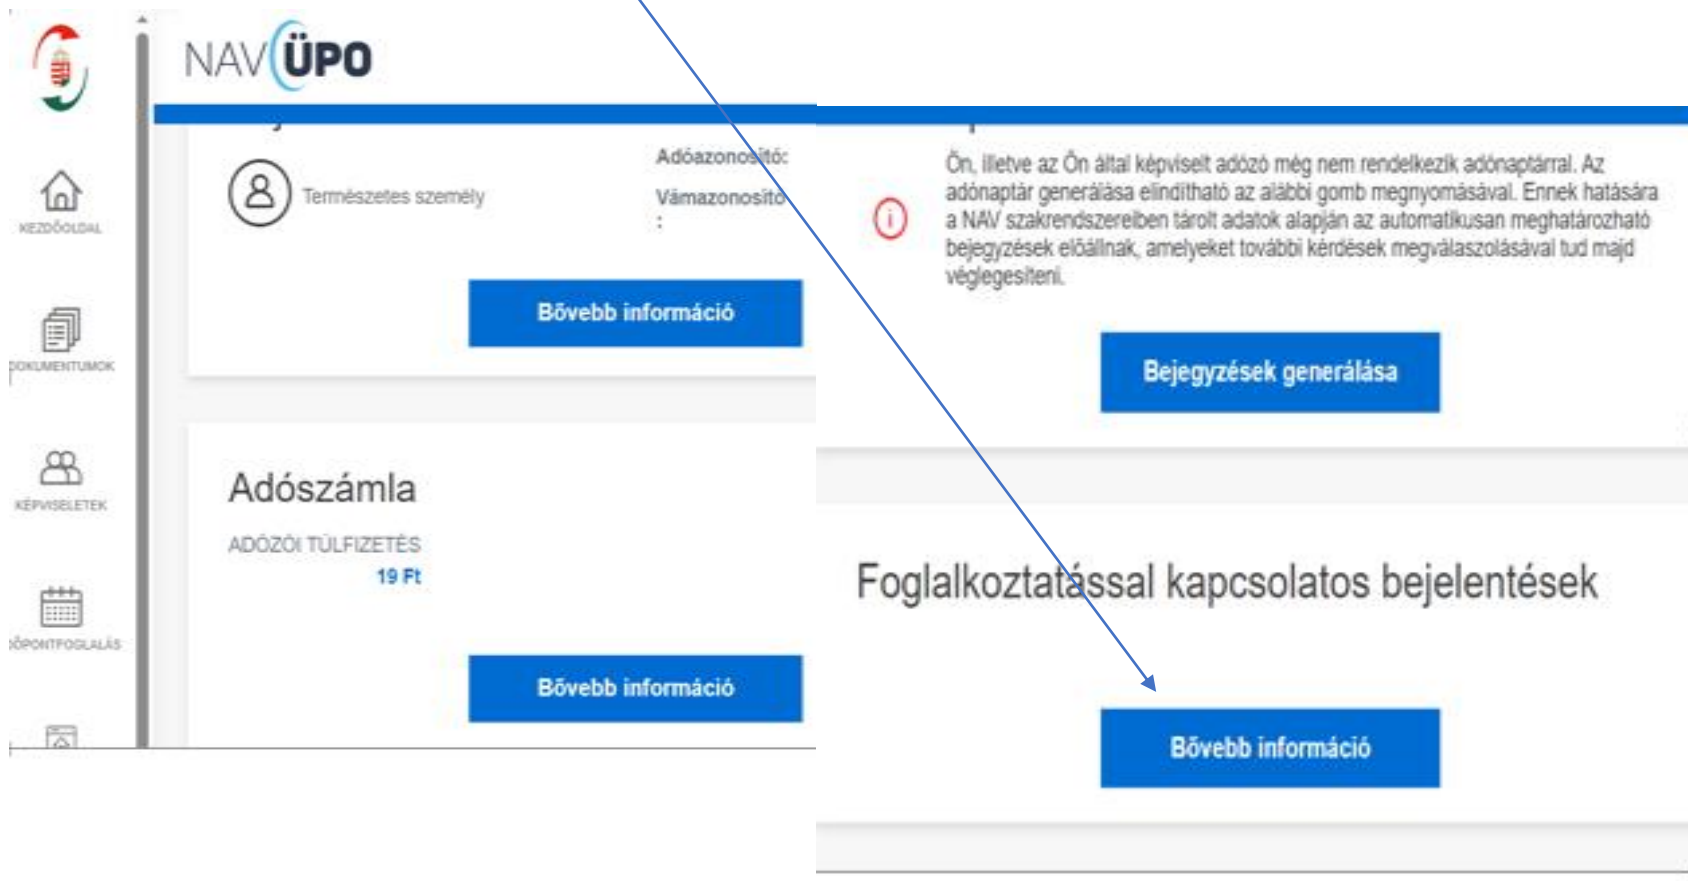 NAV ÜPO
KEZDŐOLDAL
DOKUMENTUMOK
KÉPVISELETEK
Természetes személy
Adóazonosító:
Vámazonosító
:
Bővebb információ
Adószámla
ADÓZÓI TÚLFIZETÉS
19 Ft
Bővebb információ
Ön, illetve az Ön által képviselt adózó még nem rendelkezik adónaptárral. Az
adónaptár generálása elindítható az alábbi gomb megnyomásával. Ennek hatására
a NAV szakrendszereiben tárolt adatok alapján az automatikusan meghatározható
bejegyzések előállnak, amelyeket további kérdések megválaszolásával tud majd
véglegesíteni.
Bejegyzések generálása
Foglalkoztatással kapcsolatos bejelentések
Bővebb információ